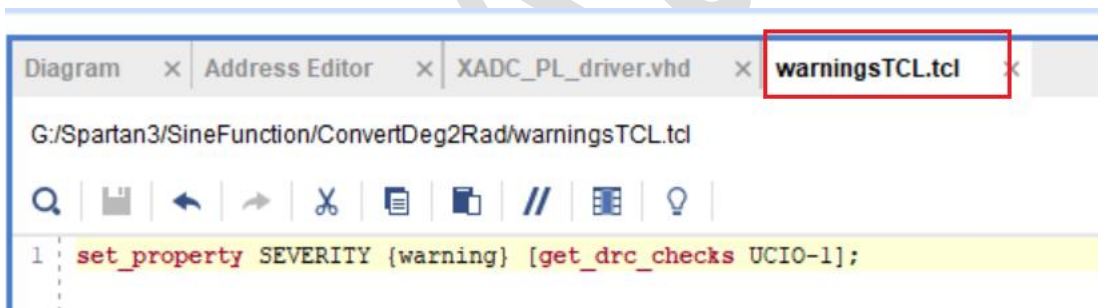 Diagram × Address Editor × XADC_PL_driver.vhd × warningsTCL.tcl ×
G:/Spartan3/SineFunction/ConvertDeg2Rad/warningsTCL.tcl
1 set_property SEVERITY {warning} [get_drc_checks UCIO-1];